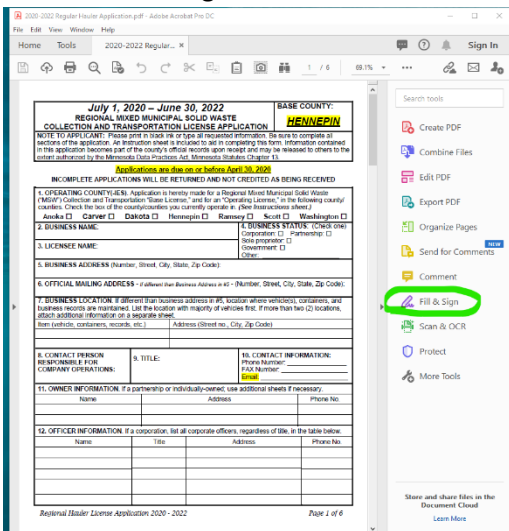 2020-2022 Regular Hauler Application.pdf - Adobe Acrobat Pro DC
File Edit View Window Help
Home Tools 2020-2022 Regular... × Sign In
1 / 6 69.1%
July 1, 2020 – June 30, 2022
REGIONAL MIXED MUNICIPAL SOLID WASTE
COLLECTION AND TRANSPORTATION LICENSE APPLICATION
BASE COUNTY:
HENNEPIN
NOTE TO APPLICANT: Please print in black ink or type all requested information. Be sure to complete all
sections of the application. An Instruction sheet is included to aid in completing this form. Information contained
in this application becomes part of the county's official records upon receipt and may be released to others to the
extent authorized by the Minnesota Data Practices Act, Minnesota Statutes Chapter 13.
Applications are due on or before April 30, 2020
INCOMPLETE APPLICATIONS WILL BE RETURNED AND NOT CREDITED AS BEING RECEIVED
1. OPERATING COUNTY(-IES). Application is hereby made for a Regional Mixed Municipal Solid Waste
("MSW") Collection and Transportation "Base License," and for an "Operating License," in the following county/
counties. Check the box of the county/counties you currently operate in. (See Instructions sheet.)
Anoka ☐ Carver ☐ Dakota ☐ Hennepin ☐ Ramsey ☐ Scott ☐ Washington ☐
2. BUSINESS NAME:
4. BUSINESS STATUS: (Check one)
Corporation: ☐ Partnership: ☐
Sole proprietor: ☐
Government: ☐
Other:
3. LICENSEE NAME:
5. BUSINESS ADDRESS (Number, Street, City, State, Zip Code):
6. OFFICIAL MAILING ADDRESS - if different than Business Address in #5 - (Number, Street, City, State, Zip Code):
7. BUSINESS LOCATION. If different than business address in #5, location where vehicle(s), containers, and
business records are maintained. List the location with majority of vehicles first. If more than two (2) locations,
attach additional information on a separate sheet.
Item (vehicle, containers, records, etc.) Address (Street no., City, Zip Code)
8. CONTACT PERSON
RESPONSIBLE FOR
COMPANY OPERATIONS:
9. TITLE:
10. CONTACT INFORMATION:
Phone Number:
FAX Number:
Email:
11. OWNER INFORMATION. If a partnership or individually-owned, use additional sheets if necessary.
Name Address Phone No.
12. OFFICER INFORMATION. If a corporation, list all corporate officers, regardless of title, in the table below.
Name Title Address Phone No.
Regional Hauler License Application 2020 - 2022 Page 1 of 6
Search tools
Create PDF
Combine Files
Edit PDF
Export PDF
Organize Pages
NEW
Send for Comments
Comment
Fill & Sign
Scan & OCR
Protect
More Tools
Store and share files in the
Document Cloud
Learn More